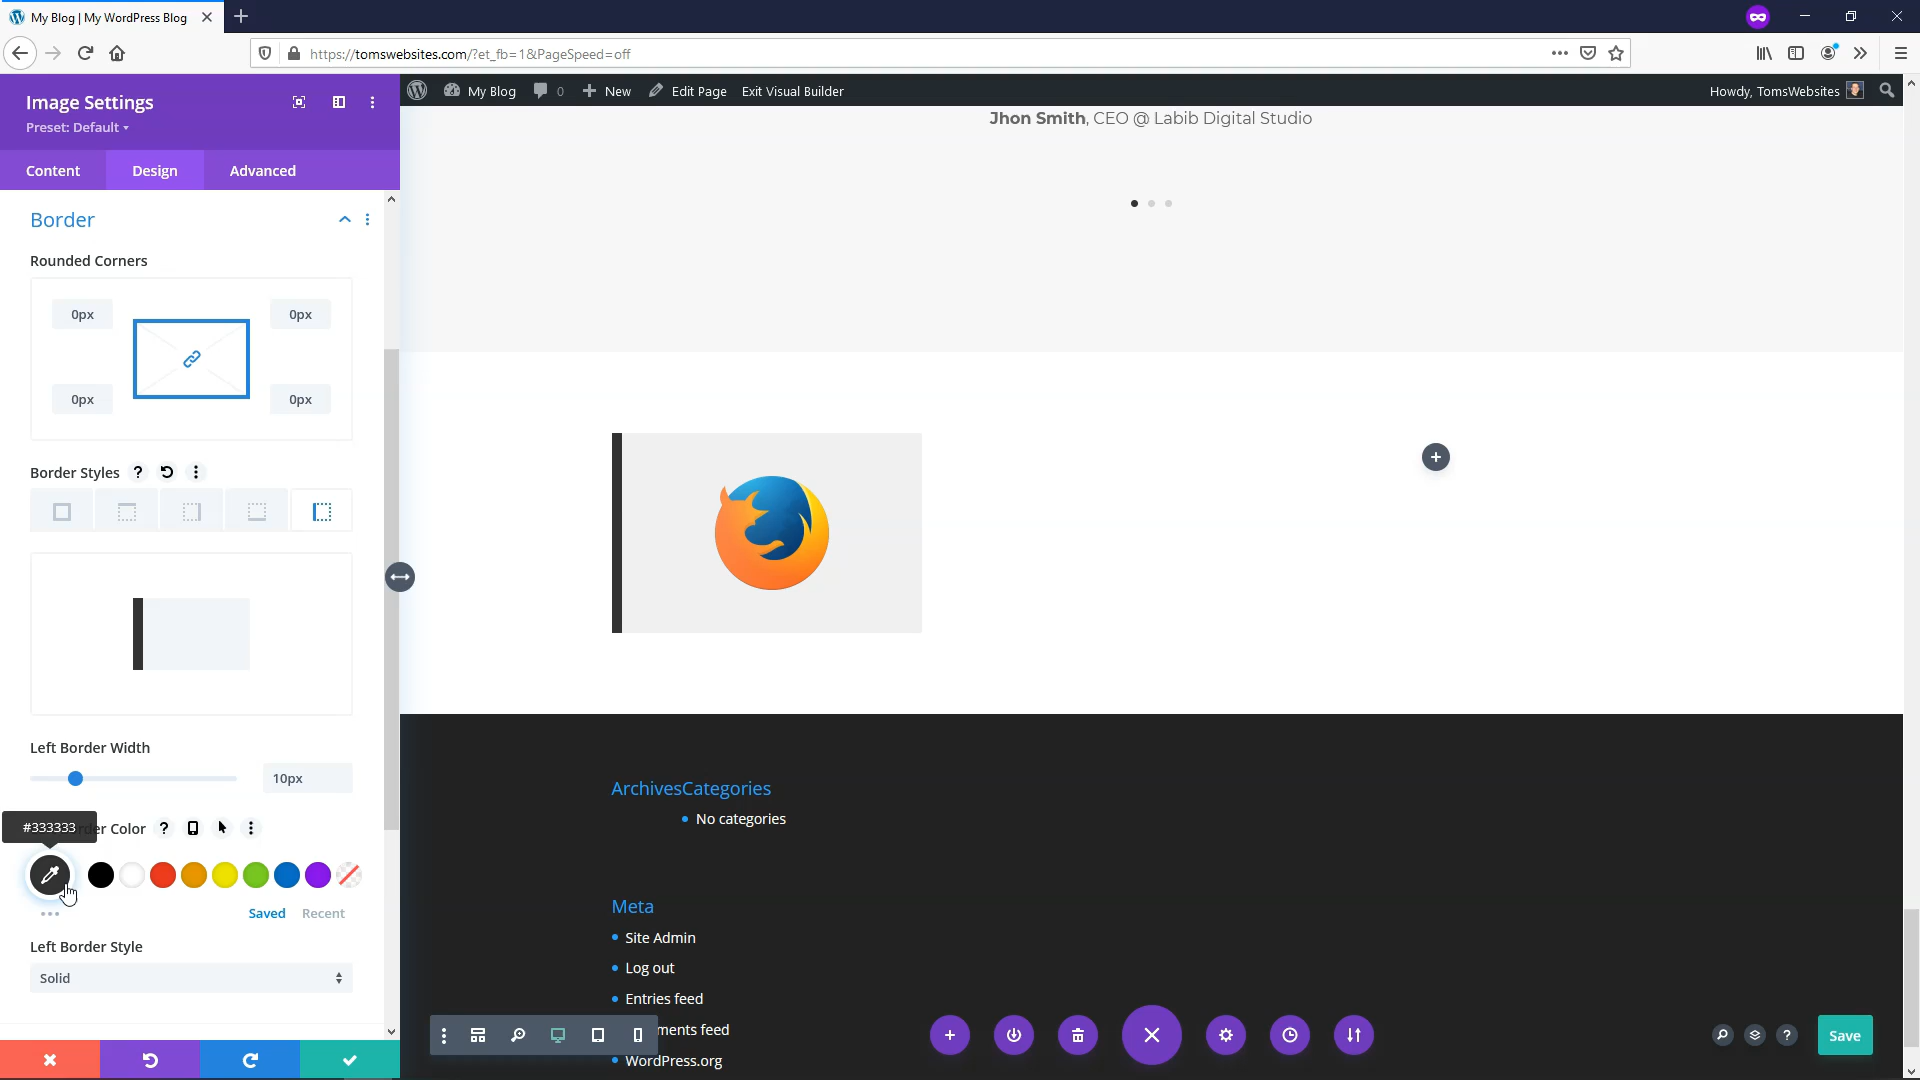 My Blog | My WordPress Blog
https://tomswebsites.com/?et_fb=1&PageSpeed=off
Image Settings
Preset: Default
Content
Design
Advanced
My Blog
0
New
Edit Page
Exit Visual Builder
Howdy, TomsWebsites
Jhon Smith, CEO @ Labib Digital Studio
Border
Rounded Corners
0px
0px
0px
0px
Border Styles
Left Border Width
10px
#333333
der Color
Saved
Recent
Left Border Style
Solid
ArchivesCategories
No categories
Meta
Site Admin
Log out
Entries feed
ments feed
WordPress.org
Save